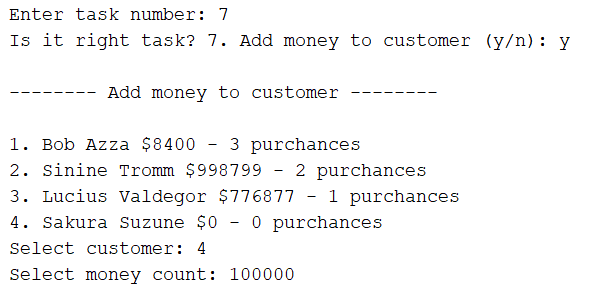 Enter task number: 7
Is it right task? 7. Add money to customer (y/n): y
-------- Add money to customer --------
1. Bob Azza $8400 - 3 purchances
2. Sinine Tromm $998799 - 2 purchances
3. Lucius Valdegor $776877 - 1 purchances
4. Sakura Suzune $0 - 0 purchances
Select customer: 4
Select money count: 100000